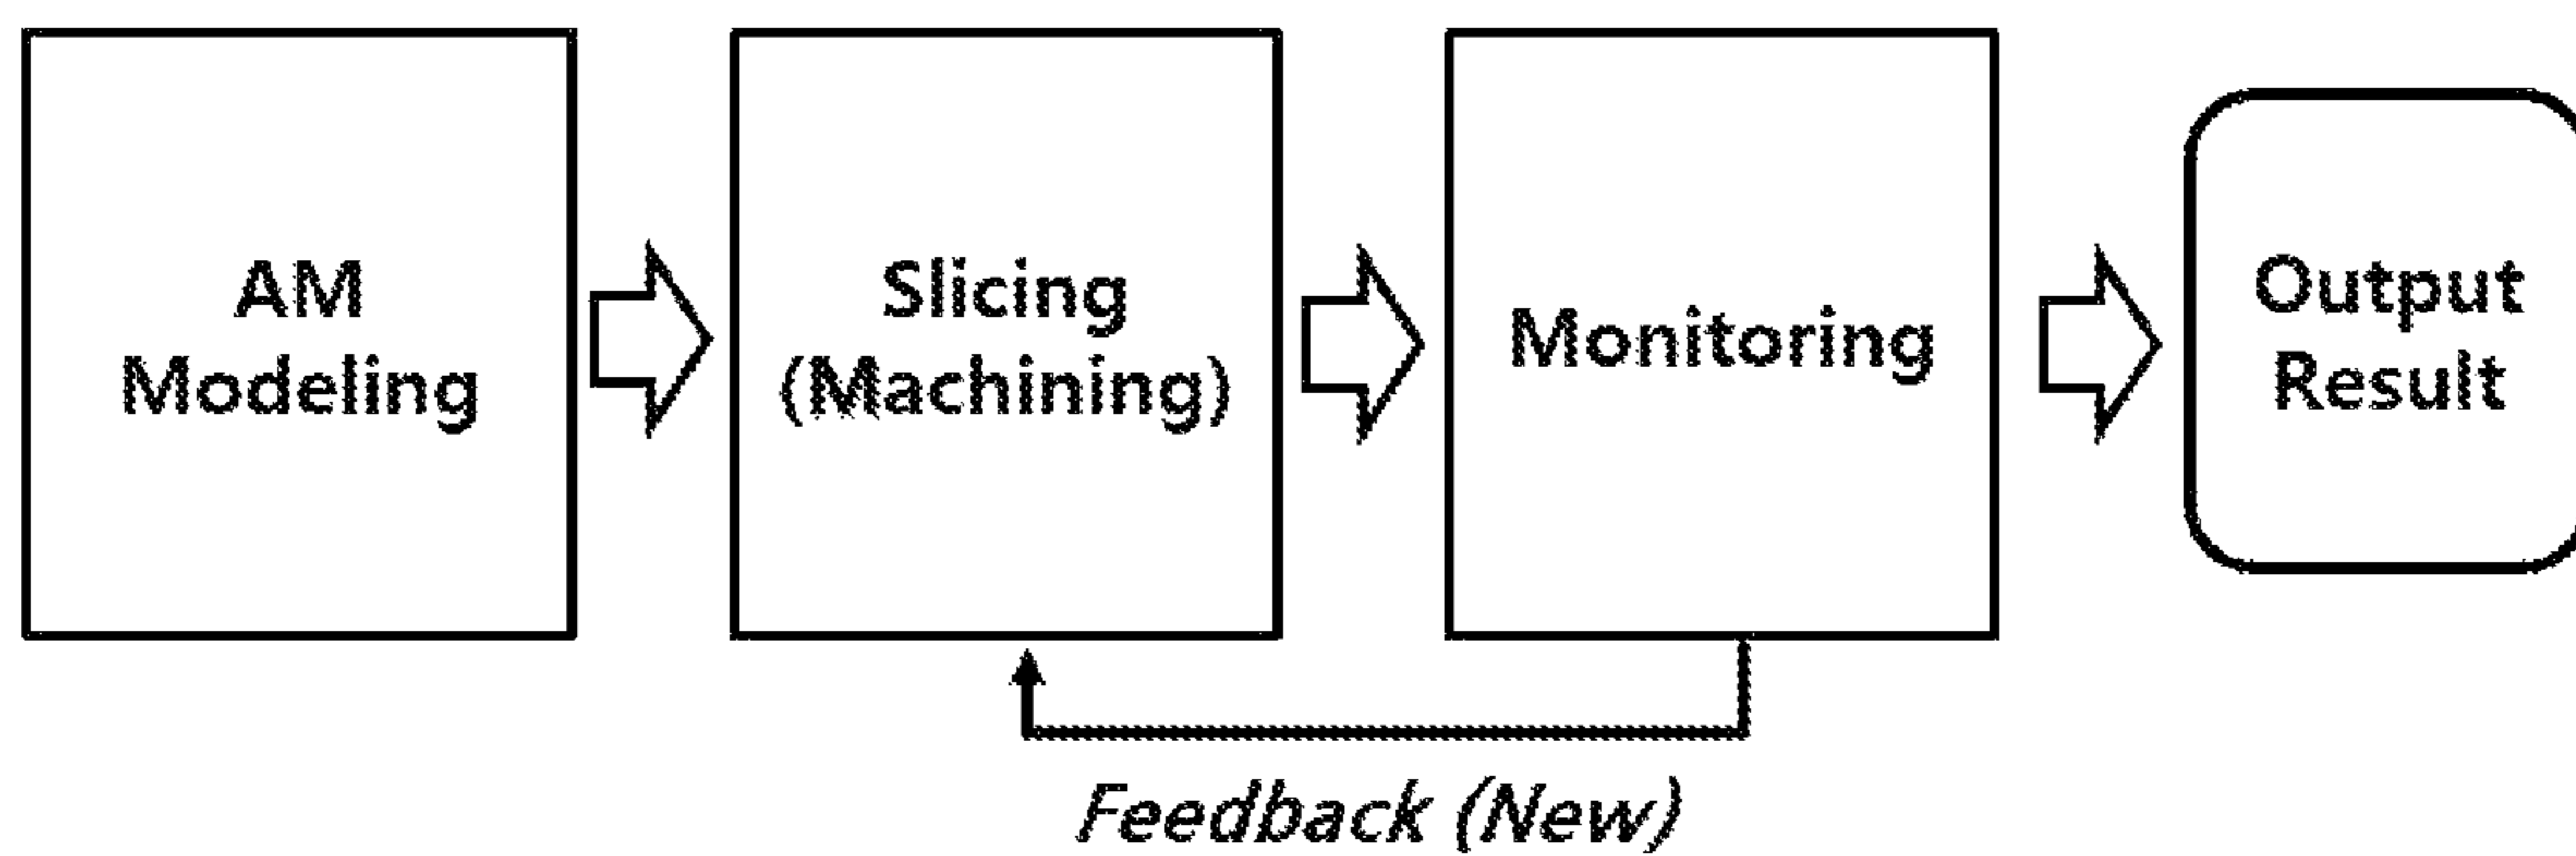 AM
Modeling
Slicing
(Machining)
Monitoring
Output
Result
Feedback (New)